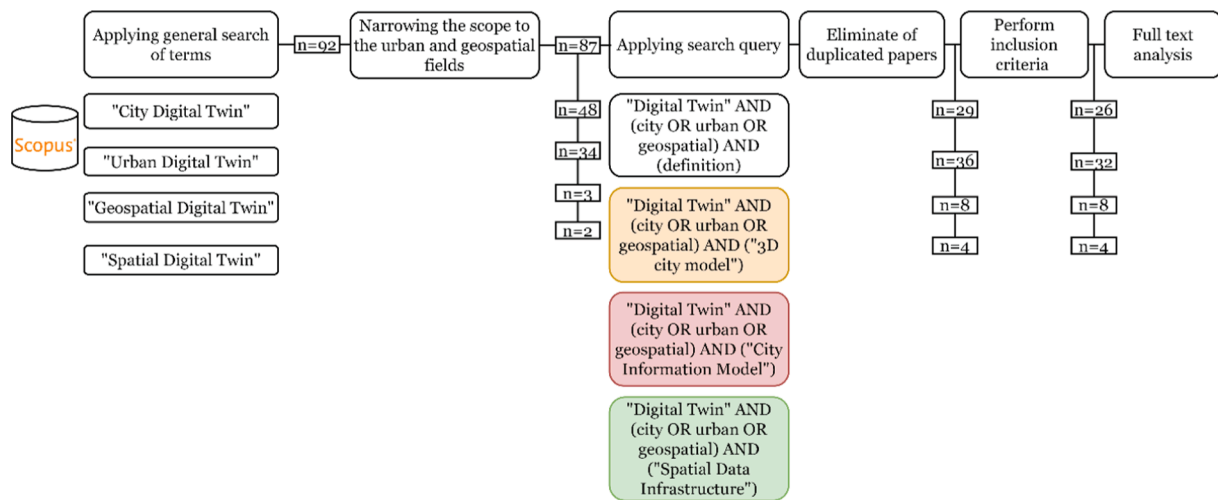 Applying general search
of terms
n=92
Narrowing the scope to
the urban and geospatial
fields
n=87
Applying search query
Eliminate of
duplicated papers
Perform
inclusion
criteria
Full text
analysis
Scopus
"City Digital Twin"
"Urban Digital Twin"
"Geospatial Digital Twin"
"Spatial Digital Twin"
n=48
n=34
n=3
n=2
"Digital Twin" AND
(city OR urban OR
geospatial) AND
(definition)
"Digital Twin" AND
(city OR urban OR
geospatial) AND ("3D
city model")
"Digital Twin" AND
(city OR urban OR
geospatial) AND ("City
Information Model")
"Digital Twin" AND
(city OR urban OR
geospatial) AND
("Spatial Data
Infrastructure")
n=29
n=36
n=8
n=4
n=26
n=32
n=8
n=4